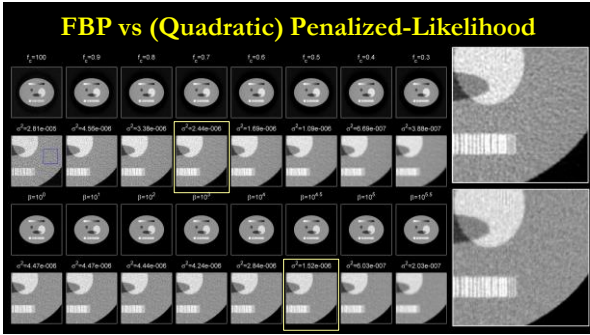 FBP vs (Quadratic) Penalized-Likelihood
f_c=100 f_c=0.9 f_c=0.8 f_c=0.7 f_c=0.6 f_c=0.5 f_c=0.4 f_c=0.3
σ²=2.81e-005 σ²=4.56e-006 σ²=3.38e-006 σ²=2.44e-006 σ²=1.69e-006 σ²=1.09e-006 σ²=6.69e-007 σ²=3.88e-007
β=10⁰ β=10¹ β=10² β=10³ β=10⁴ β=10⁴·⁵ β=10⁵ β=10⁵·⁵
σ²=4.47e-006 σ²=4.47e-006 σ²=4.44e-006 σ²=4.24e-006 σ²=2.84e-006 σ²=1.52e-006 σ²=6.03e-007 σ²=2.03e-007